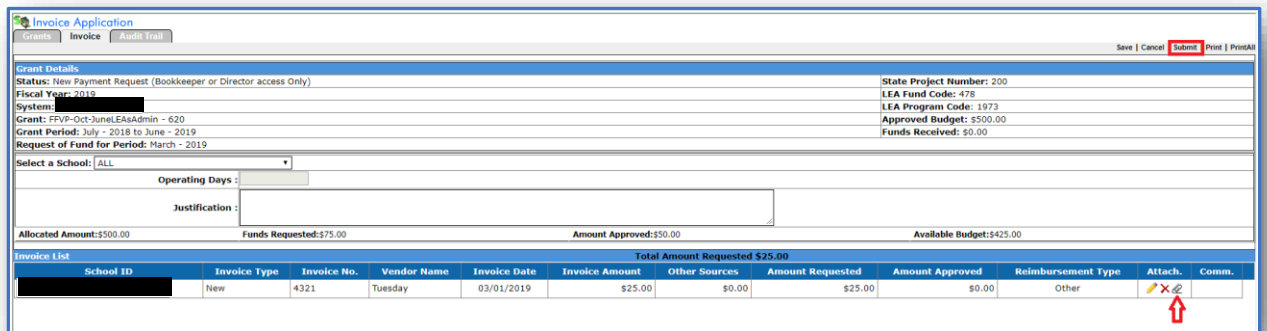 Invoice Application
Grants Invoice Audit Trail
Save | Cancel Submit Print | PrintAll
Grant Details
Status: New Payment Request (Bookkeeper or Director access Only) State Project Number: 200
Fiscal Year: 2019 LEA Fund Code: 478
System: LEA Program Code: 1973
Grant: FFVP-Oct-JuneLEAsAdmin - 620 Approved Budget: $500.00
Grant Period: July - 2018 to June - 2019 Funds Received: $0.00
Request of Fund for Period: March - 2019
Select a School: ALL
Operating Days :
Justification :
Allocated Amount:$500.00 Funds Requested:$75.00 Amount Approved:$50.00 Available Budget:$425.00
Invoice List Total Amount Requested $25.00
School ID Invoice Type Invoice No. Vendor Name Invoice Date Invoice Amount Other Sources Amount Requested Amount Approved Reimbursement Type Attach. Comm.
New 4321 Tuesday 03/01/2019 $25.00 $0.00 $25.00 $0.00 Other